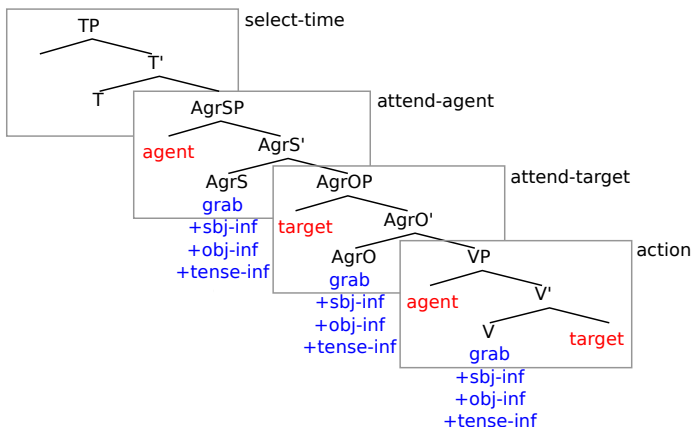 TP
select-time
T'
T
AgrSP
attend-agent
agent
AgrS'
AgrS
grab
+sbj-inf
+obj-inf
+tense-inf
AgrOP
attend-target
target
AgrO'
AgrO
grab
+sbj-inf
+obj-inf
+tense-inf
VP
action
agent
V'
V
target
grab
+sbj-inf
+obj-inf
+tense-inf